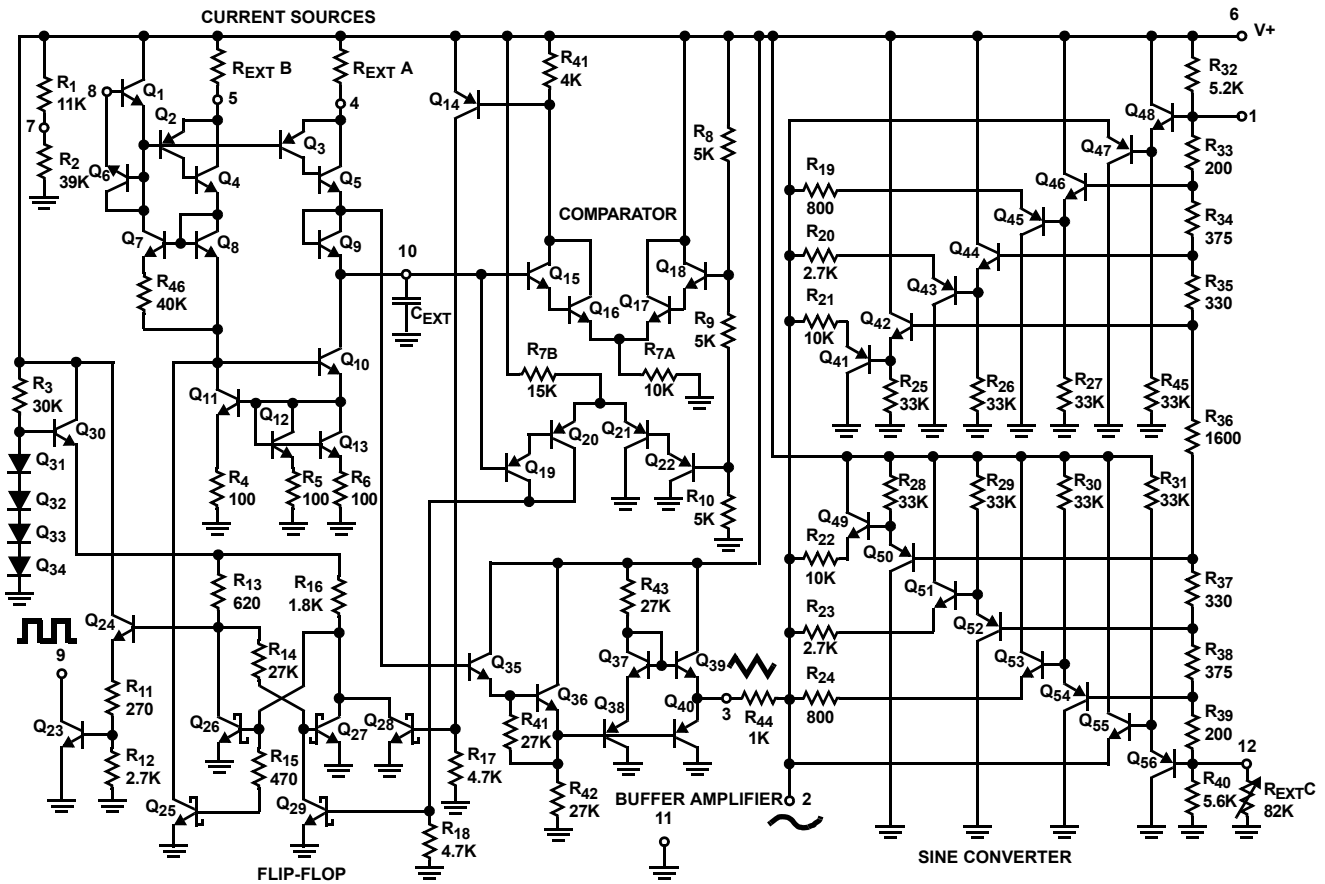 CURRENT SOURCES
6
V+
R1
11K
8
Q1
REXT B
5
REXT A
4
R41
4K
Q14
R32
5.2K
7
R2
39K
Q2
Q3
R8
5K
Q48
1
Q47
R33
200
Q6
Q4
Q5
R19
800
Q46
R34
375
COMPARATOR
Q45
Q7
Q8
Q9
10
R20
2.7K
Q44
R35
330
R46
40K
CEXT
Q15
Q16
Q17
Q18
R21
10K
Q43
Q42
Q41
R9
5K
Q10
R7B
15K
R7A
10K
R25
33K
R26
33K
R27
33K
R45
33K
R3
30K
Q30
Q11
Q12
Q13
Q20
Q21
Q19
Q22
R36
1600
Q31
Q32
Q33
Q34
R4
100
R5
100
R6
100
R10
5K
R28
33K
R29
33K
R30
33K
R31
33K
Q49
R22
10K
Q50
R13
620
R16
1.8K
R43
27K
Q51
R37
330
Q24
9
R14
27K
Q35
Q37
Q39
R23
2.7K
Q52
R38
375
R11
270
Q36
Q38
Q40
3
R44
1K
R24
800
Q53
Q54
Q23
Q26
Q27
Q28
R41
27K
Q55
R39
200
R12
2.7K
R15
470
R17
4.7K
Q56
12
Q25
Q29
R42
27K
BUFFER AMPLIFIER
2
R40
5.6K
REXTC
82K
R18
4.7K
11
FLIP-FLOP
SINE CONVERTER